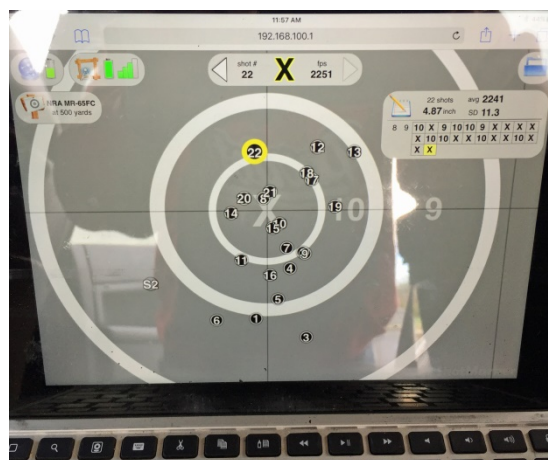 11:57 AM
192.168.100.1
shot #
22
X
fps
2251
NRA MR-65FC
at 500 yards
22 shots avg 2241
4.87 inch SD 11.3
8 9 10 X 9 10 10 9 X X X X
X 10 10 X X 10 X X 10 X
X X
22
12
13
18
17
21
20
8
14
19
X 10 9
10
15
7
9
11
4
16
S2
5
6
1
3